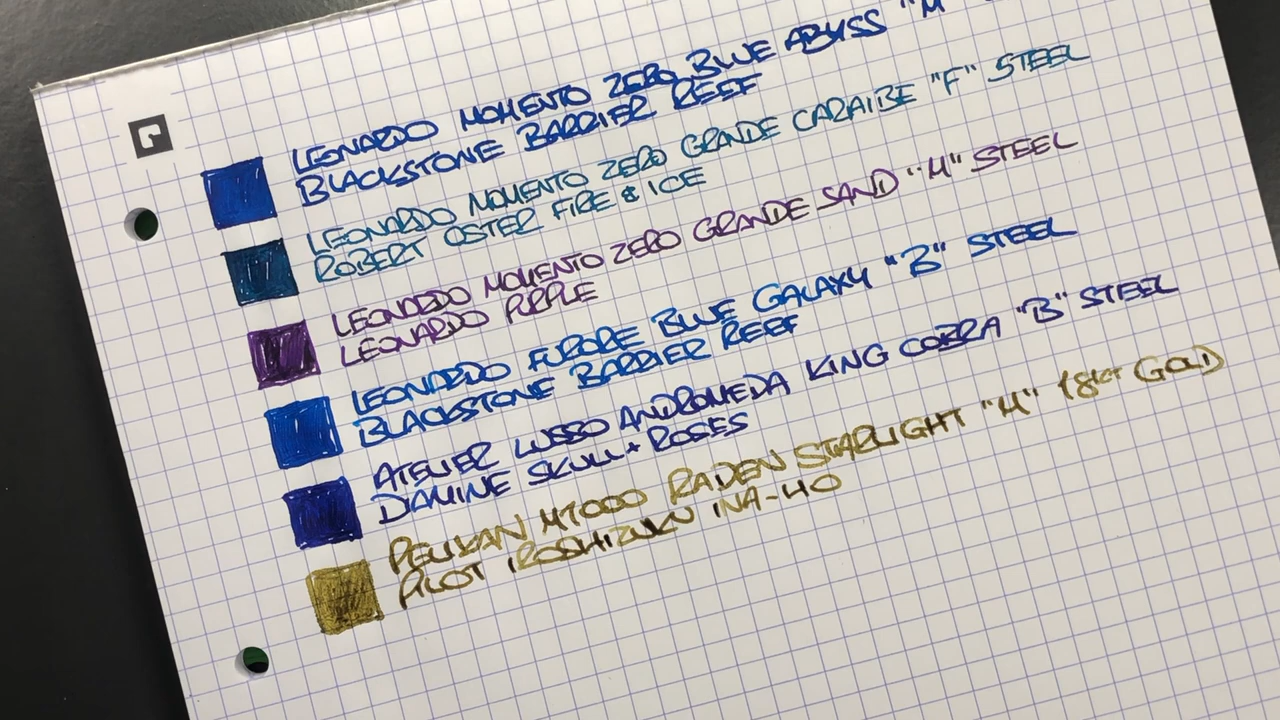 LEONARDO MOMENTO ZERO BLUE ABYSS "M"
BLACKSTONE BARRIER REEF
LEONARDO MOMENTO ZERO GRANDE CARAIBE "F" STEEL
ROBERT OSTER FIRE & ICE
LEONARDO MOMENTO ZERO GRANDE SAND "M" STEEL
LEONARDO PURPLE
LEONARDO FURORE BLUE GALAXY "B" STEEL
BLACKSTONE BARRIER REEF
ATELIER LUSSO ANDROMEDA KING COBRA "B" STEEL
DAMINE SKULL + ROSES
PELIKAN M1000 RADEN STARLIGHT "M" 18kt GOLD
PILOT IROSHIZUKU INA-HO